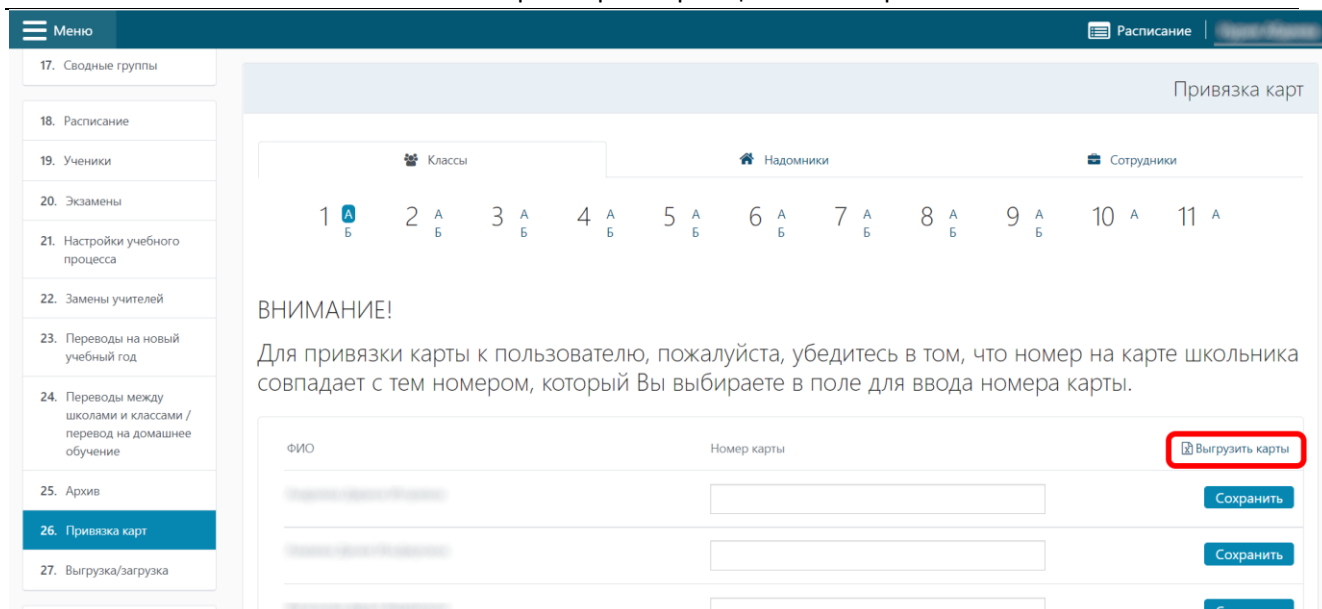 Меню
Расписание
17. Сводные группы
18. Расписание
19. Ученики
20. Экзамены
21. Настройки учебного
процесса
22. Замены учителей
23. Переводы на новый
учебный год
24. Переводы между
школами и классами /
перевод на домашнее
обучение
25. Архив
26. Привязка карт
27. Выгрузка/загрузка
Привязка карт
Классы
Надомники
Сотрудники
1 А 2 А 3 А 4 А 5 А 6 А 7 А 8 А 9 А 10 А 11 А
Б Б Б Б Б Б Б Б Б
ВНИМАНИЕ!
Для привязки карты к пользователю, пожалуйста, убедитесь в том, что номер на карте школьника
совпадает с тем номером, который Вы выбираете в поле для ввода номера карты.
ФИО
Номер карты
Выгрузить карты
Сохранить
Сохранить